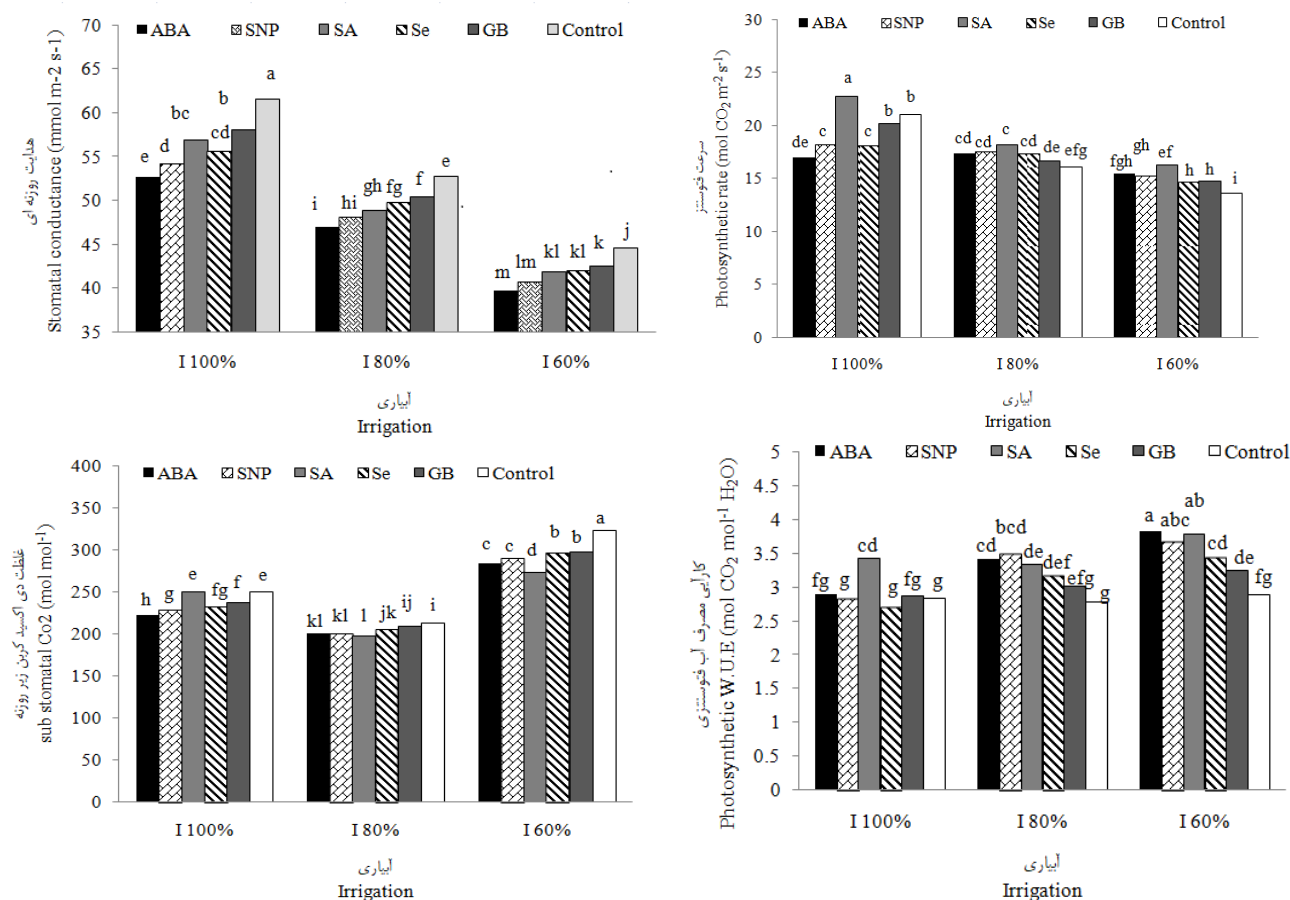 70
65
60
55
50
45
40
35
ABA SNP SA Se GB Control
هدایت روزنه ای
Stomatal conductance (mmol m-2 s-1)
e d bc cd b a
i hi gh fg f e
m lm kl kl k j
I 100% I 80% I 60%
آبیاری
Irrigation
30
25
20
15
10
5
0
ABA SNP SA Se GB Control
سرعت فتوسنتز
Photosynthetic rate (mol CO2 m-2 s-1)
de c a c b b
cd cd c cd de efg
fgh gh ef h h i
I 100% I 80% I 60%
آبیاری
Irrigation
400
350
300
250
200
150
100
50
0
ABA SNP SA Se GB Control
غلظت دی اکسید کربن زیر روزنه
sub stomatal Co2 (mol mol-1)
h g e fg f e
kl kl l jk ij i
c c d b b a
I 100% I 80% I 60%
آبیاری
Irrigation
5
4.5
4
3.5
3
2.5
2
1.5
1
0.5
0
ABA SNP SA Se GB Control
کارآیی مصرف آب فتوسنتزی
Photosynthetic W.U.E (mol CO2 mol-1 H2O)
fg g cd g fg g
cd bcd de def efg g
a abc ab cd de fg
I 100% I 80% I 60%
آبیاری
Irrigation